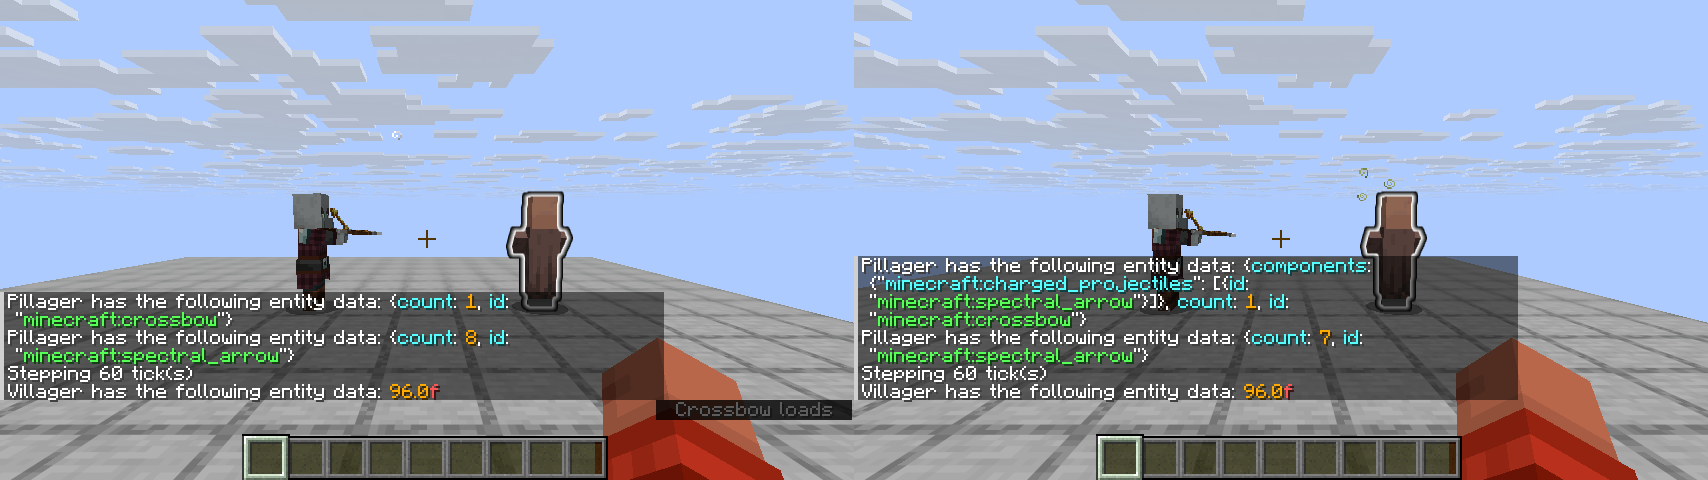 Pillager has the following entity data: {count: 1, id:
"minecraft:crossbow"}
Pillager has the following entity data: {count: 8, id:
"minecraft:spectral_arrow"}
Stepping 60 tick(s)
Villager has the following entity data: 96.0f
Crossbow loads
Pillager has the following entity data: {components:
{"minecraft:charged_projectiles": [{id:
"minecraft:spectral_arrow"}]}, count: 1, id:
"minecraft:crossbow"}
Pillager has the following entity data: {count: 7, id:
"minecraft:spectral_arrow"}
Stepping 60 tick(s)
Villager has the following entity data: 96.0f